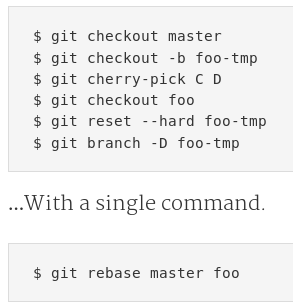 $ git checkout master
$ git checkout -b foo-tmp
$ git cherry-pick C D
$ git checkout foo
$ git reset --hard foo-tmp
$ git branch -D foo-tmp
...With a single command.
$ git rebase master foo